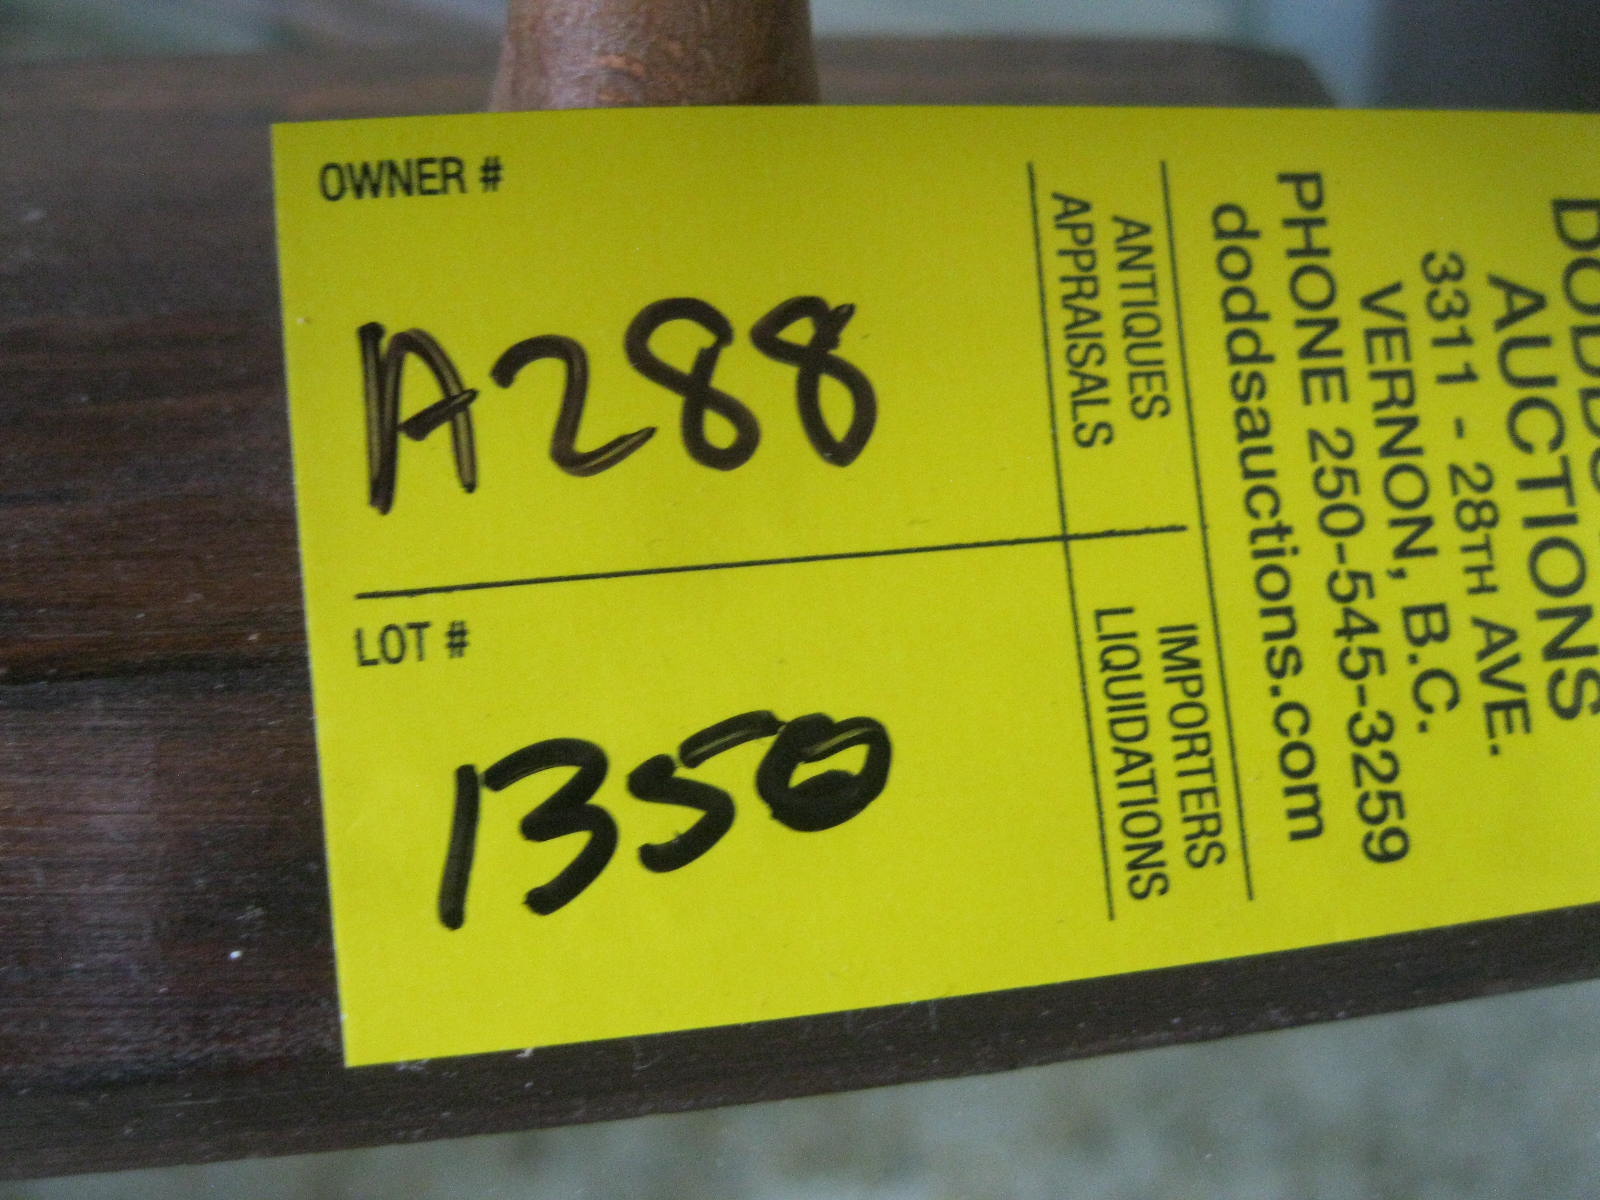 OWNER #
A288
LOT #
1350
AUCTIONS
3311 - 28TH AVE.
VERNON, B.C.
PHONE 250-545-3259
doddsauctions.com
ANTIQUES
APPRAISALS
IMPORTERS
LIQUIDATIONS